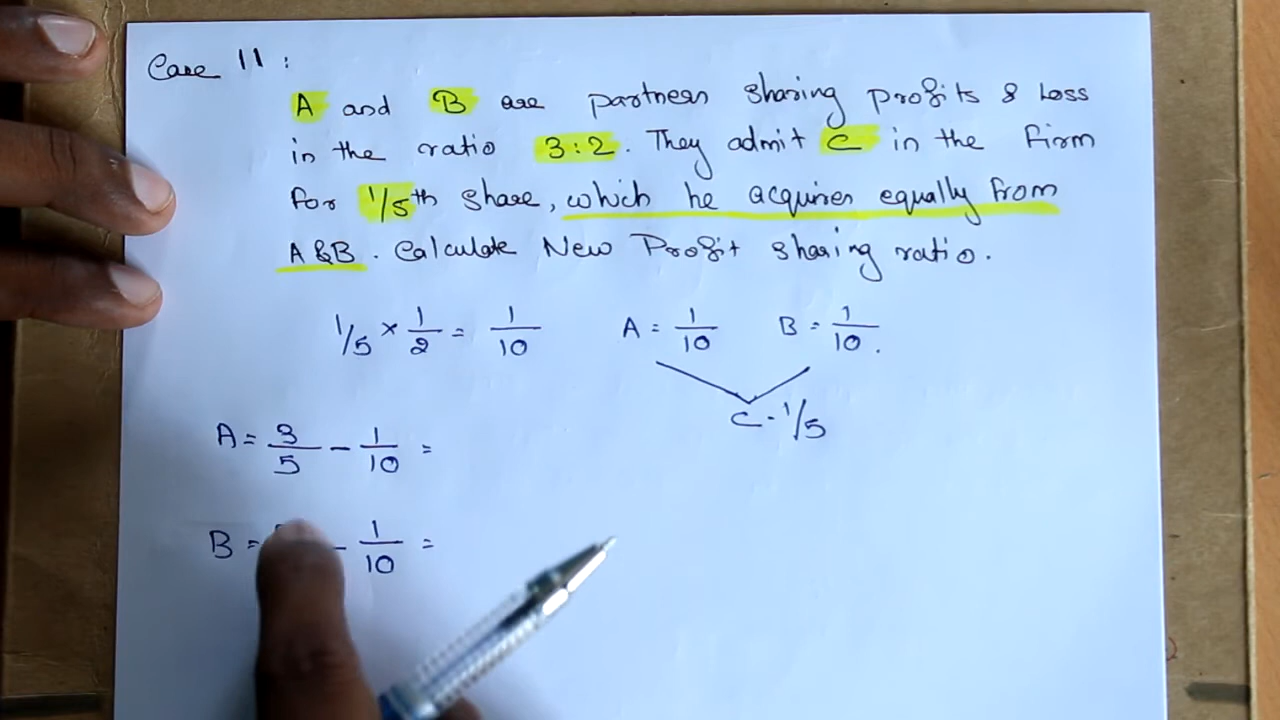 Case 11 :
A and B are partners sharing profits & Loss
in the ratio 3:2. They admit C in the Firm
For 1/5th share, which he acquires equally from
A & B. Calculate New Profit sharing ratio.
1/5 × 1/2 = 1/10 A = 1/10 B = 1/10.
C - 1/5
A = 3/5 - 1/10 =
B = - 1/10 =